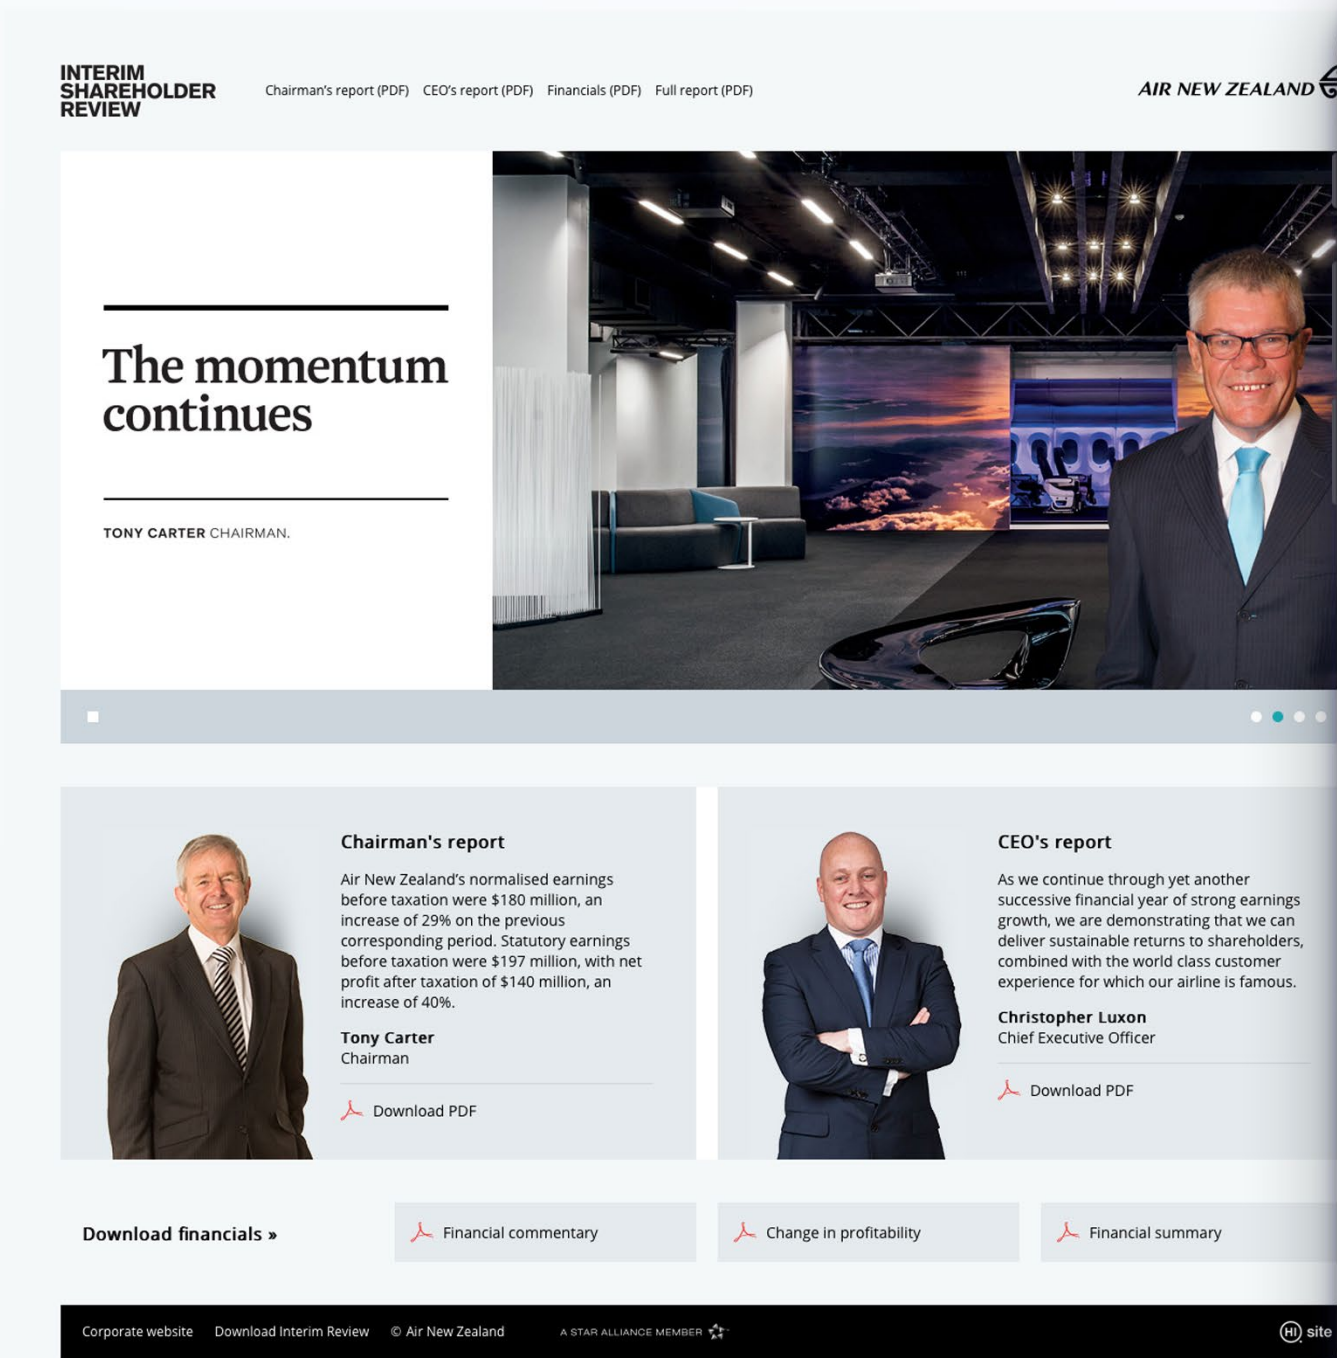 INTERIM
SHAREHOLDER
REVIEW
Chairman's report (PDF) CEO's report (PDF) Financials (PDF) Full report (PDF)
AIR NEW ZEALAND
The momentum
continues
TONY CARTER CHAIRMAN.
Chairman's report
Air New Zealand's normalised earnings
before taxation were $180 million, an
increase of 29% on the previous
corresponding period. Statutory earnings
before taxation were $197 million, with net
profit after taxation of $140 million, an
increase of 40%.
Tony Carter
Chairman
Download PDF
CEO's report
As we continue through yet another
successive financial year of strong earnings
growth, we are demonstrating that we can
deliver sustainable returns to shareholders,
combined with the world class customer
experience for which our airline is famous.
Christopher Luxon
Chief Executive Officer
Download PDF
Download financials »
Financial commentary
Change in profitability
Financial summary
Corporate website Download Interim Review © Air New Zealand A STAR ALLIANCE MEMBER HI site